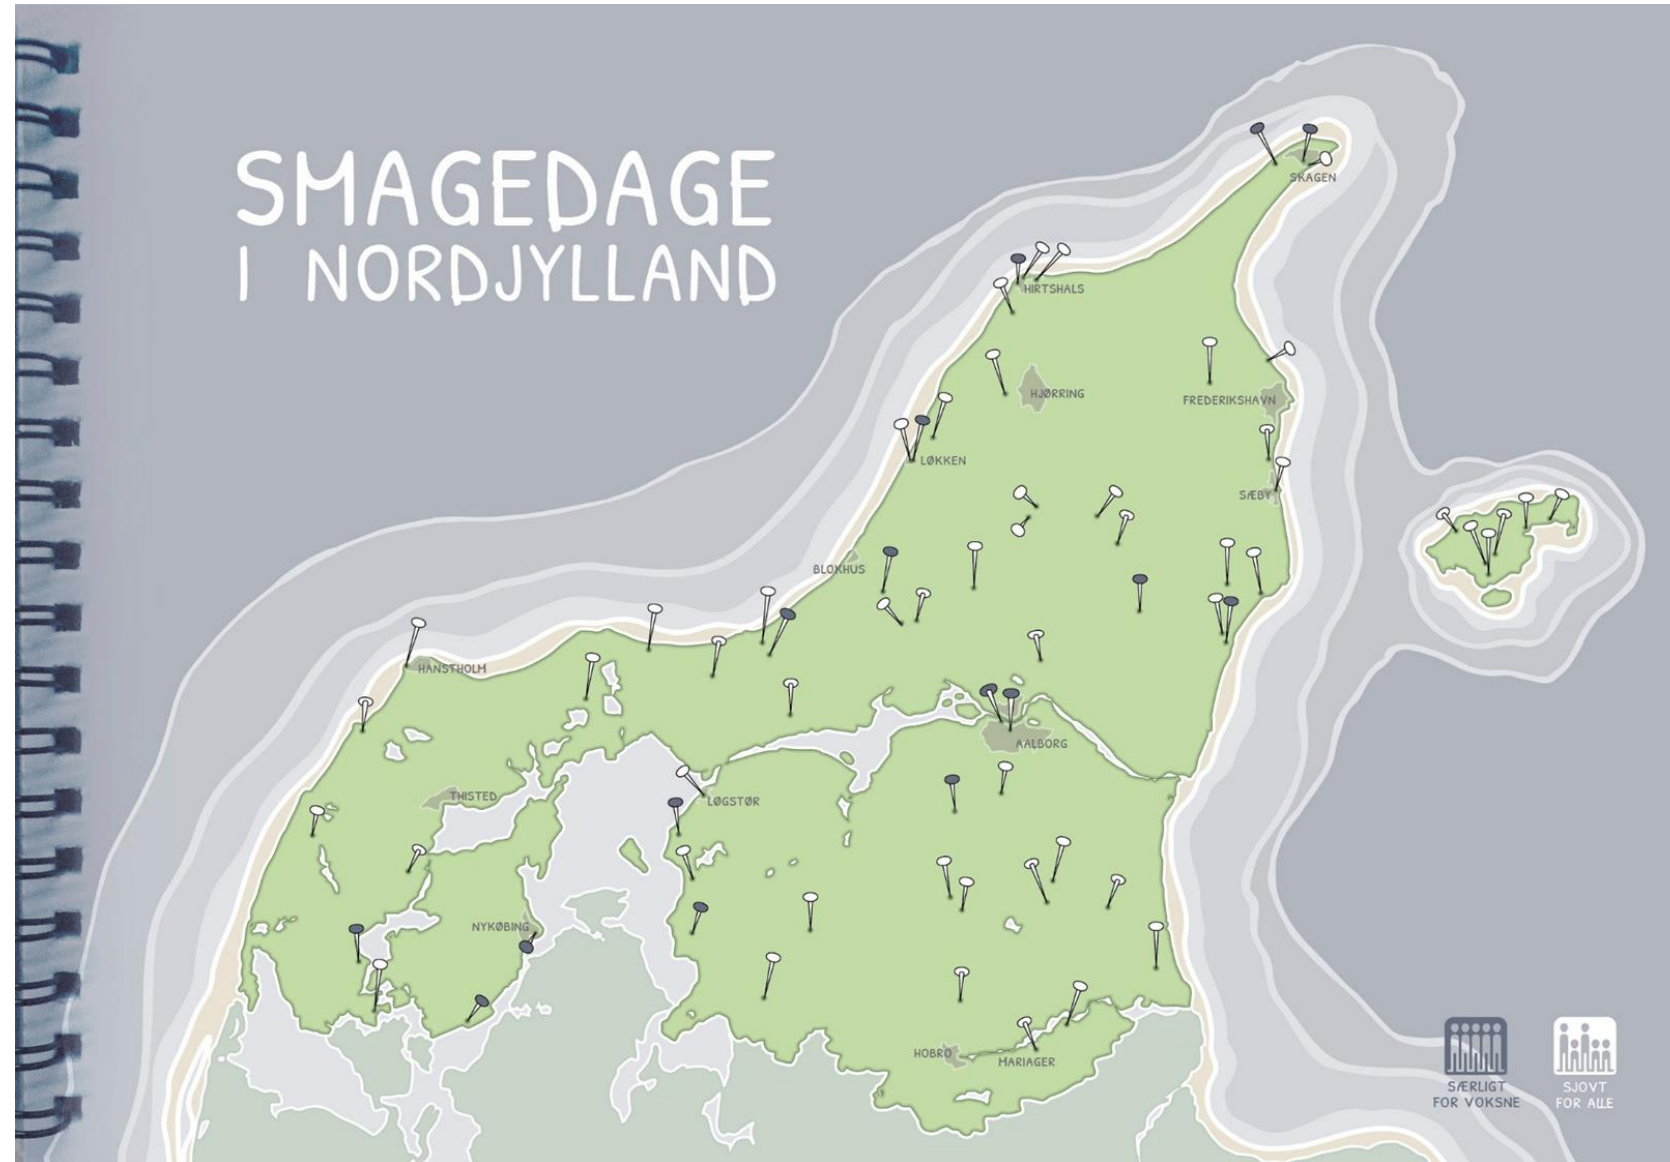 SMAGEDAGE
I NORDJYLLAND
SKAGEN
HIRTSHALS
HJØRRING
FREDERIKSHAVN
LØKKEN
SÆBY
BLOKHUS
HANSTHOLM
AALBORG
THISTED
LØGSTØR
NYKØBING
HOBRO
MARIAGER
SÆRLIGT
FOR VOKSNE
SJOVT
FOR ALLE